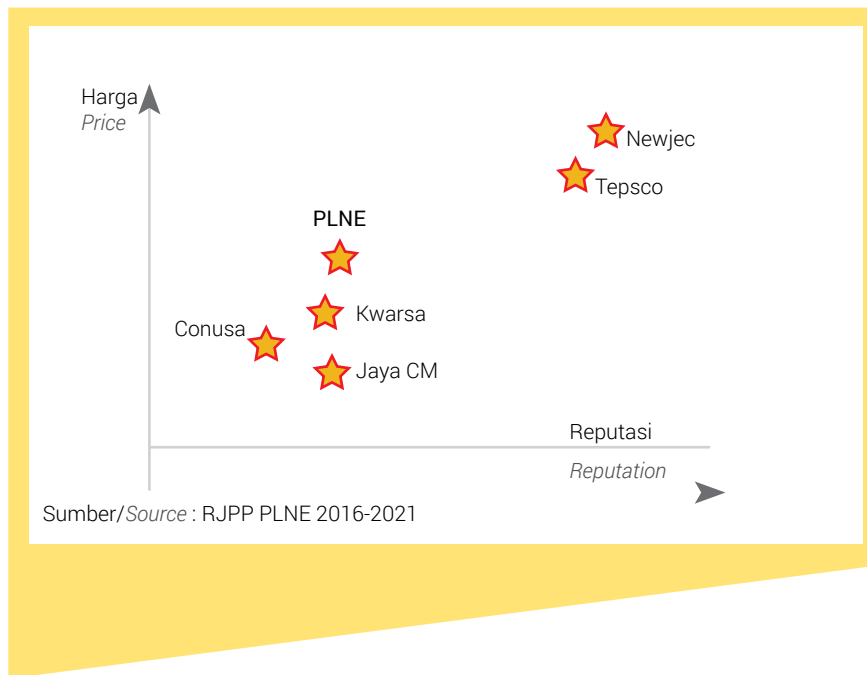 Harga
Price
Newjec
Tepsco
PLNE
Kwarsa
Conusa
Jaya CM
Reputasi
Reputation
Sumber/Source : RJPP PLNE 2016-2021